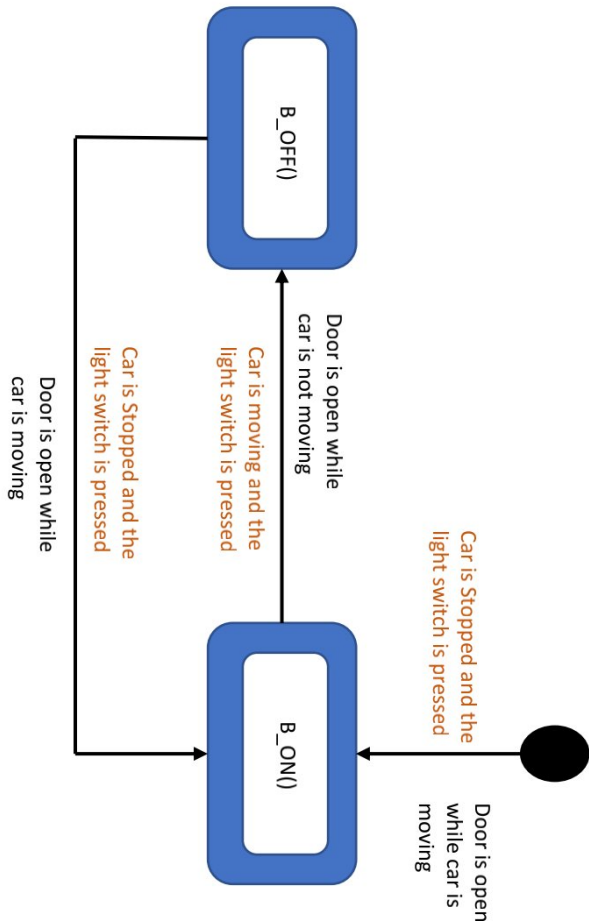 Car is Stopped and the
light switch is pressed
Door is open
while car is
moving
B_ON()
Door is open while
car is not moving
Car is moving and the
light switch is pressed
B_OFF()
Car is Stopped and the
light switch is pressed
Door is open while
car is moving